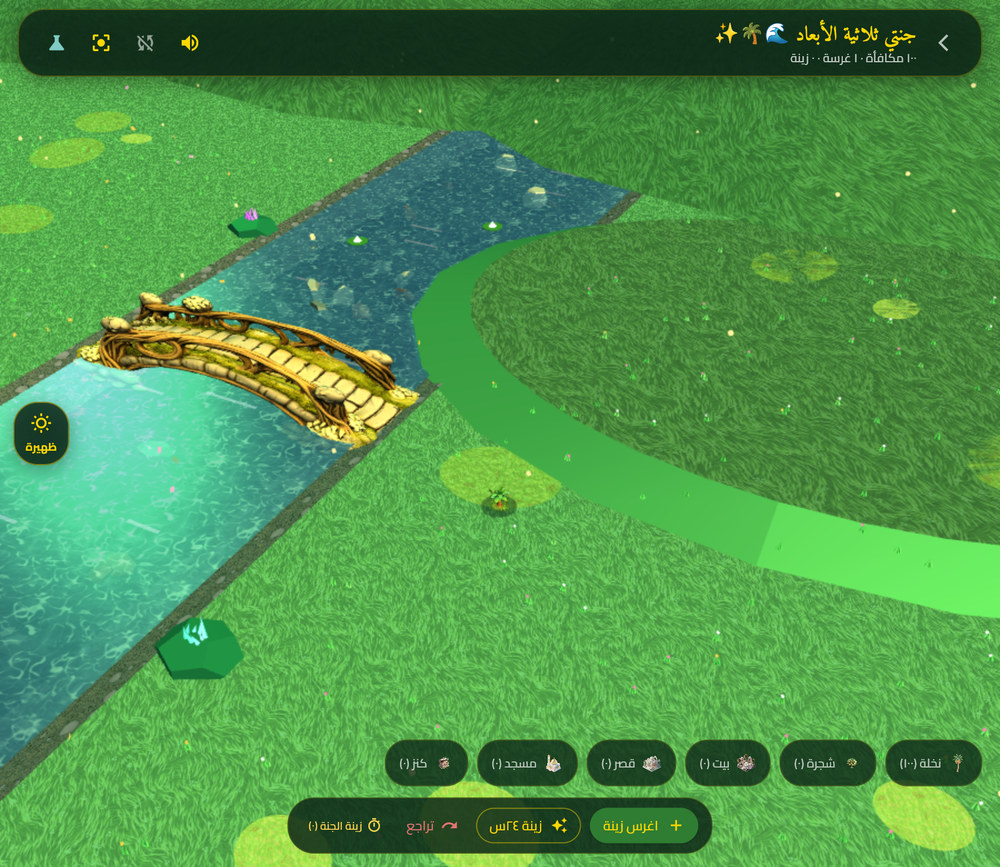 جنتي ثلاثية الأبعاد 🌊🌴✨
١٠٠ مكافأة · ١ غرسة · ٠ زينة
ظهيرة
نخلة (١٠٠)
شجرة (٠)
بيت (٠)
قصر (٠)
مسجد (٠)
كنز (٠)
اغرس زينة
زينة ٢٤س
تراجع
زينة الجنة (٠)